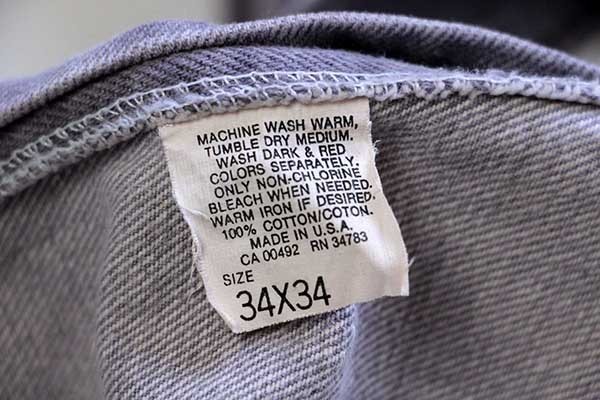 MACHINE WASH WARM,
TUMBLE DRY MEDIUM.
WASH DARK & RED
COLORS SEPARATELY.
ONLY NON-CHLORINE
BLEACH WHEN NEEDED.
WARM IRON IF DESIRED.
100% COTTON/COTON.
MADE IN U.S.A.
CA 00492 RN 34783
SIZE
34X34